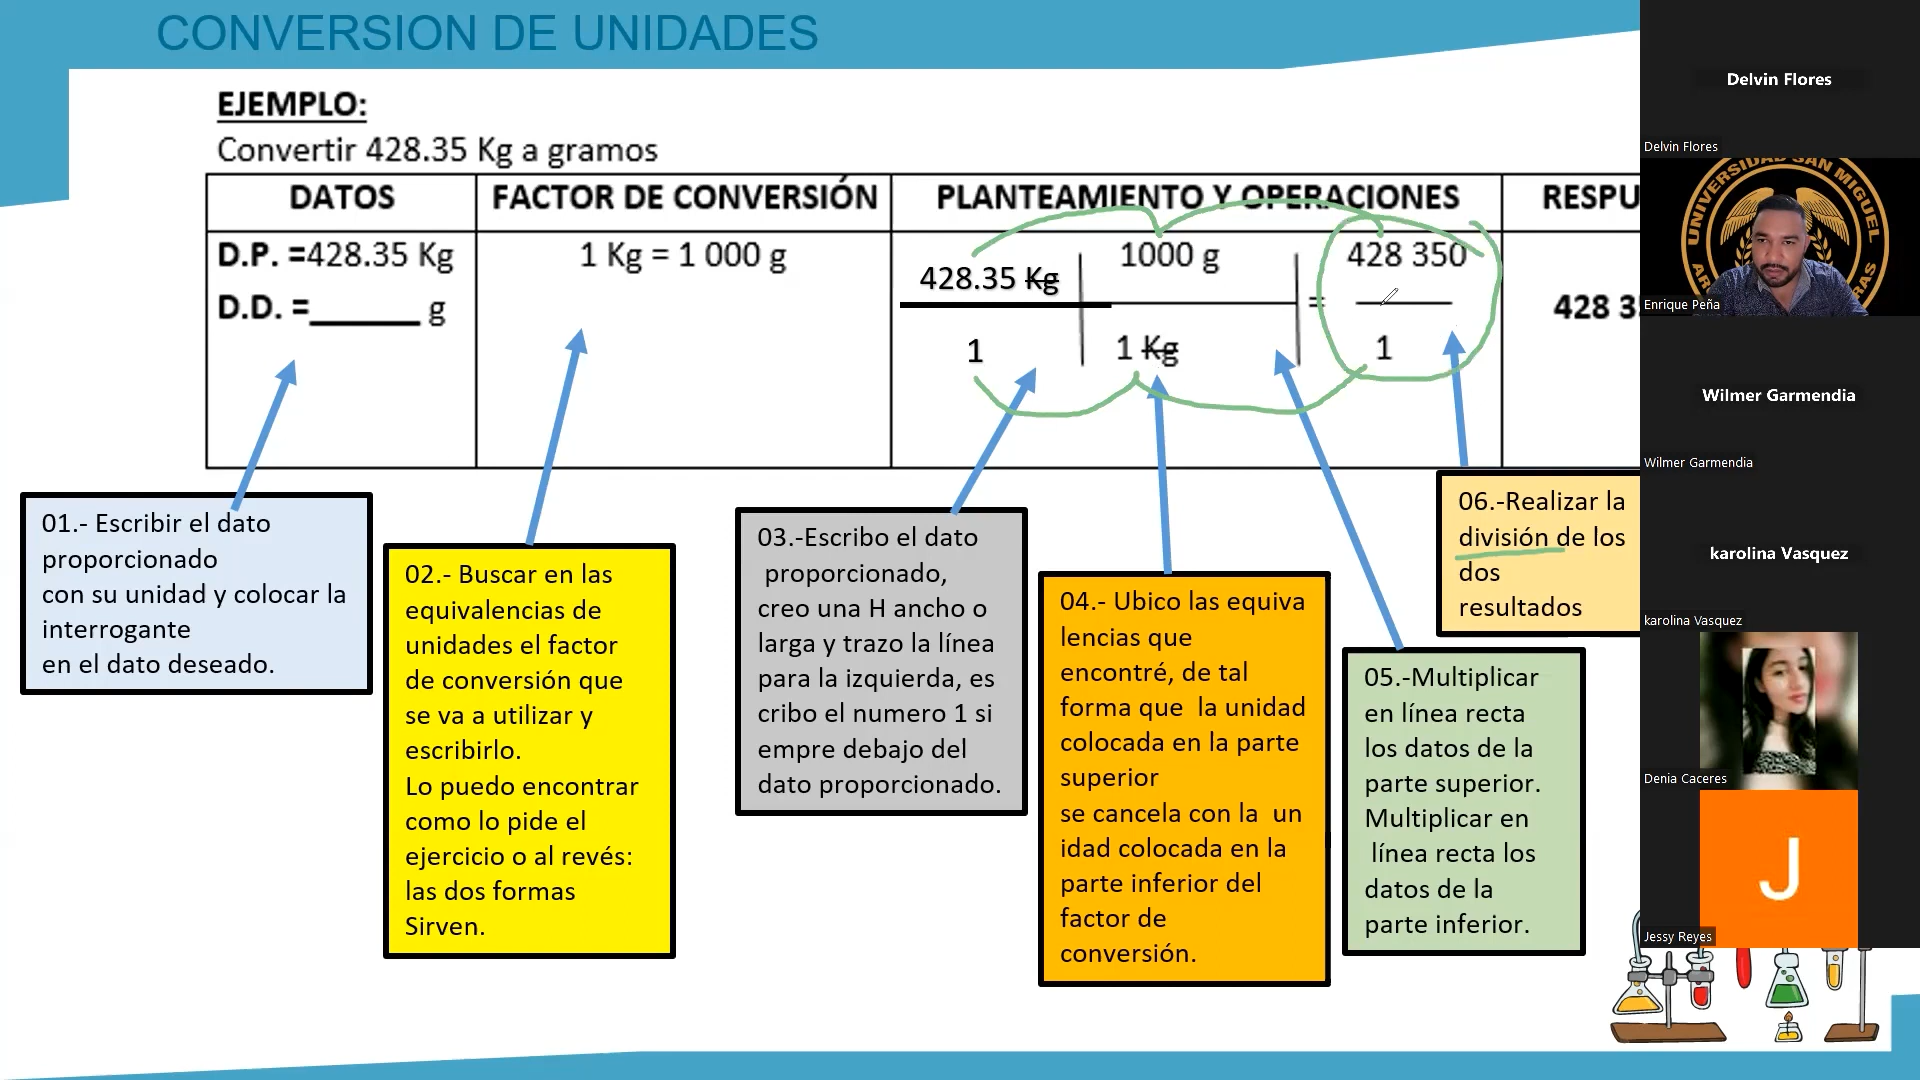 CONVERSION DE UNIDADES
EJEMPLO:
Convertir 428.35 Kg a gramos
DATOS
FACTOR DE CONVERSIÓN
PLANTEAMIENTO Y OPERACIONES
RESPU
D.P. =428.35 Kg
D.D. =_______ g
1 Kg = 1 000 g
428.35 Kg
1
1000 g
1 Kg
=
428 350
1
428 3
01.- Escribir el dato
proporcionado
con su unidad y colocar la
interrogante
en el dato deseado.
02.- Buscar en las
equivalencias de
unidades el factor
de conversión que
se va a utilizar y
escribirlo.
Lo puedo encontrar
como lo pide el
ejercicio o al revés:
las dos formas
Sirven.
03.-Escribo el dato
proporcionado,
creo una H ancho o
larga y trazo la línea
para la izquierda, es
cribo el numero 1 si
empre debajo del
dato proporcionado.
04.- Ubico las equiva
lencias que
encontré, de tal
forma que la unidad
colocada en la parte
superior
se cancela con la un
idad colocada en la
parte inferior del
factor de
conversión.
05.-Multiplicar
en línea recta
los datos de la
parte superior.
Multiplicar en
línea recta los
datos de la
parte inferior.
06.-Realizar la
división de los
dos
resultados
Delvin Flores
Delvin Flores
UNIVERSIDAD SAN MIGUEL
Enrique Peña
Wilmer Garmendia
Wilmer Garmendia
karolina Vasquez
karolina Vasquez
Denia Caceres
J
Jessy Reyes